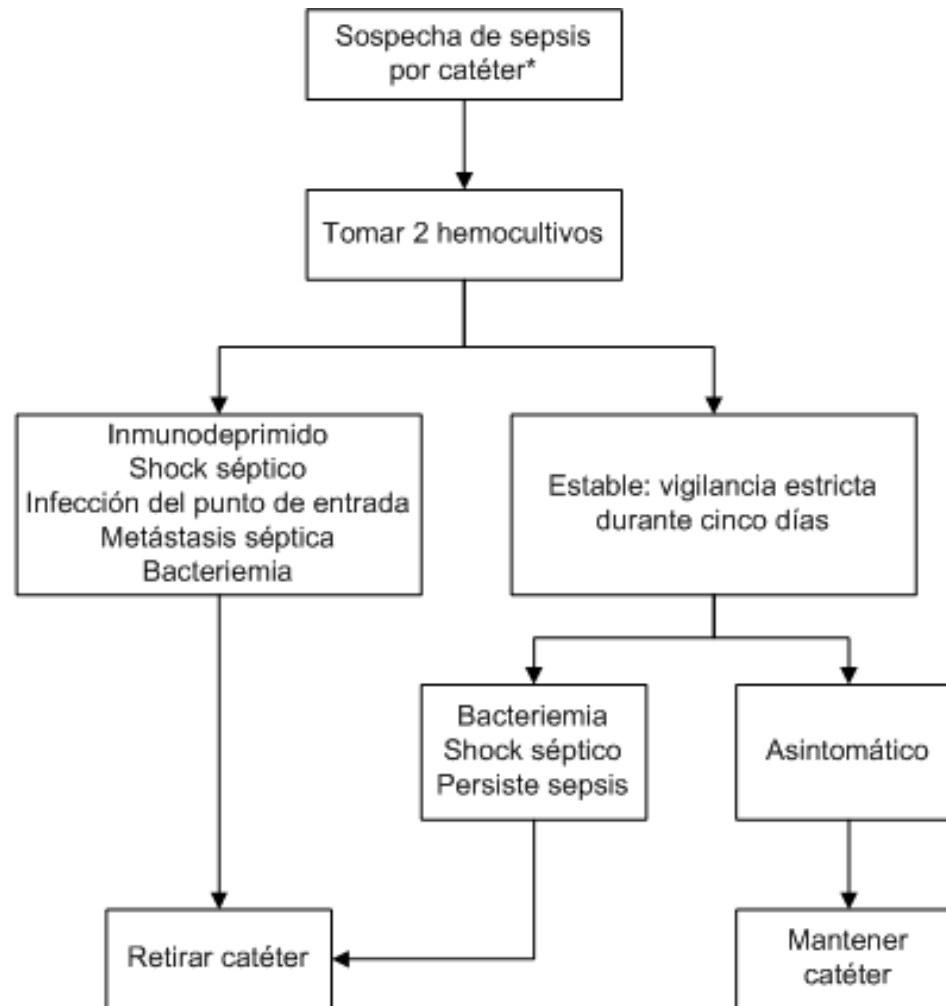 Sospecha de sepsis
por catéter*
Tomar 2 hemocultivos
Inmunodeprimido
Shock séptico
Infección del punto de entrada
Metástasis séptica
Bacteriemia
Estable: vigilancia estricta
durante cinco días
Bacteriemia
Shock séptico
Persiste sepsis
Asintomático
Retirar catéter
Mantener
catéter